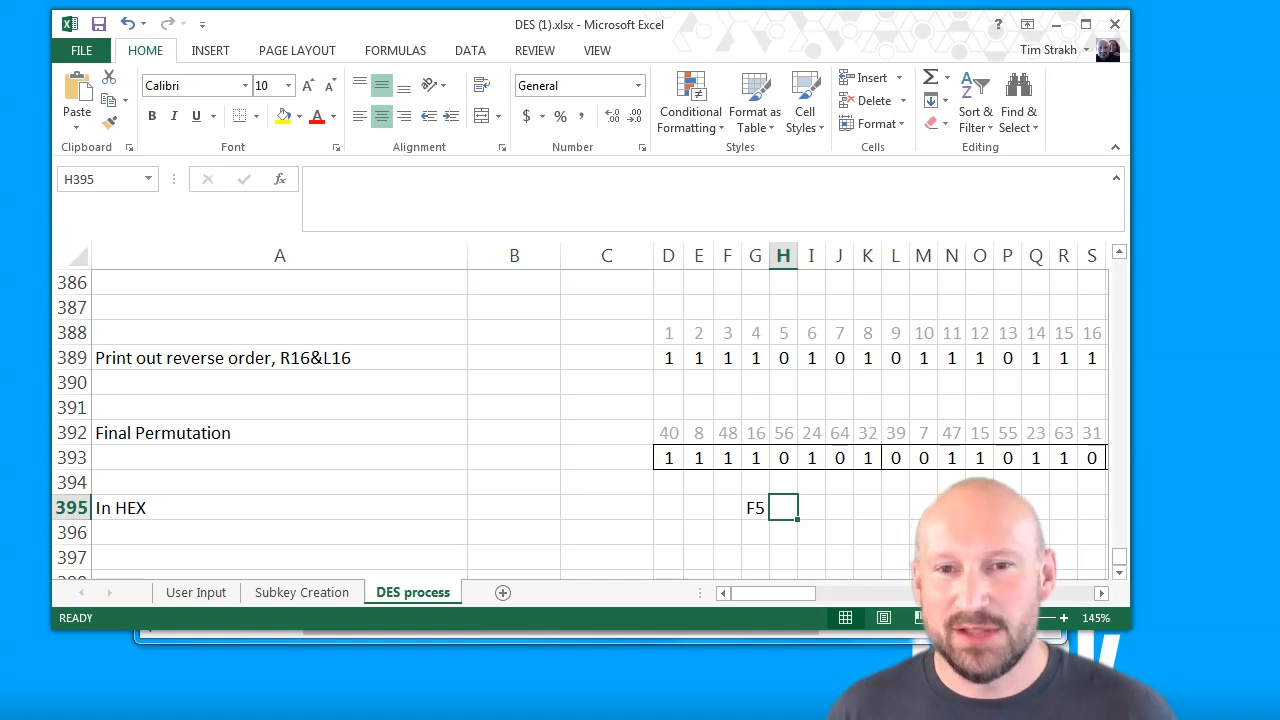 DES (1).xlsx - Microsoft Excel
?
FILE HOME INSERT PAGE LAYOUT FORMULAS DATA REVIEW VIEW
Tim Strakh
Paste
Calibri 10
B I U A
General
$ % ,
Conditional Formatting
Format as Table
Cell Styles
Insert
Delete
Format
Sort & Filter
Find & Select
Clipboard Font Alignment Number Styles Cells Editing
H395 fx
A B C D E F G H I J K L M N O P Q R S
386
387
388 1 2 3 4 5 6 7 8 9 10 11 12 13 14 15 16
389 Print out reverse order, R16&L16 1 1 1 1 0 1 0 1 0 1 1 1 0 1 1 1
390
391
392 Final Permutation 40 8 48 16 56 24 64 32 39 7 47 15 55 23 63 31
393 1 1 1 1 0 1 0 1 0 0 1 1 0 1 1 0
394
395 In HEX F5
396
397
User Input Subkey Creation DES process
READY 145%